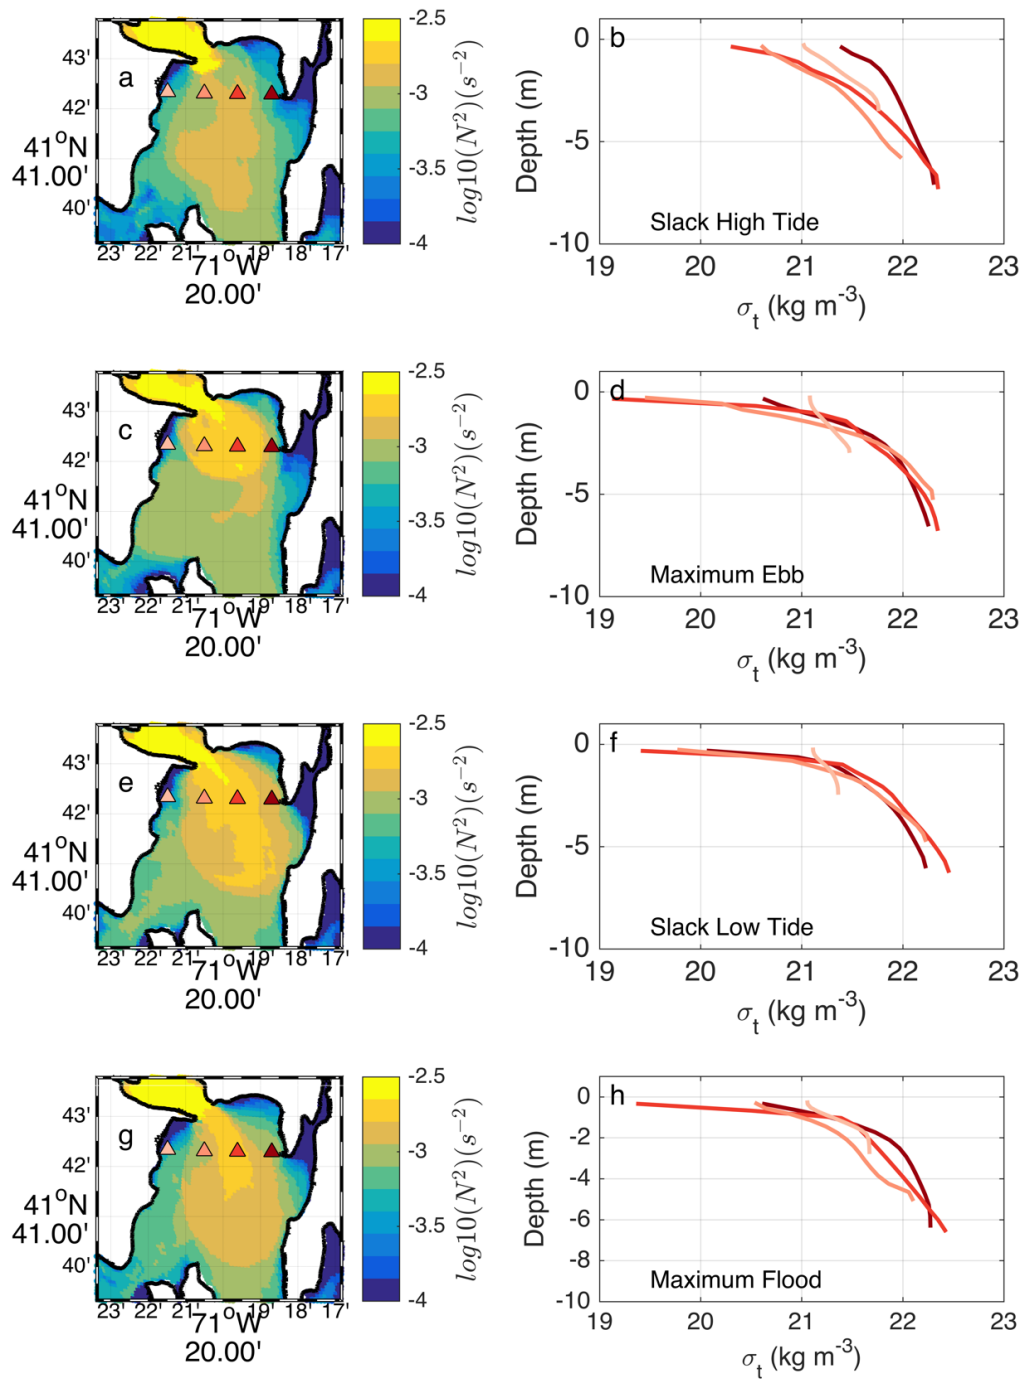 a
43'
42'
41°N
41.00'
40'
23' 22' 21' 19' 18' 17'
71°W
20.00'
-2.5
-3
-3.5
-4
log10(N²)(s⁻²)
b
0
-5
-10
Depth (m)
Slack High Tide
19 20 21 22 23
σt (kg m⁻³)
c
43'
42'
41°N
41.00'
40'
23' 22' 21' 19' 18' 17'
71°W
20.00'
-2.5
-3
-3.5
-4
log10(N²)(s⁻²)
d
0
-5
-10
Depth (m)
Maximum Ebb
19 20 21 22 23
σt (kg m⁻³)
e
43'
42'
41°N
41.00'
40'
23' 22' 21' 19' 18' 17'
71°W
20.00'
-2.5
-3
-3.5
-4
log10(N²)(s⁻²)
f
0
-5
-10
Depth (m)
Slack Low Tide
19 20 21 22 23
σt (kg m⁻³)
g
43'
42'
41°N
41.00'
40'
23' 22' 21' 19' 18' 17'
71°W
20.00'
-2.5
-3
-3.5
-4
log10(N²)(s⁻²)
h
0
-2
-4
-6
-8
-10
Depth (m)
Maximum Flood
19 20 21 22 23
σt (kg m⁻³)